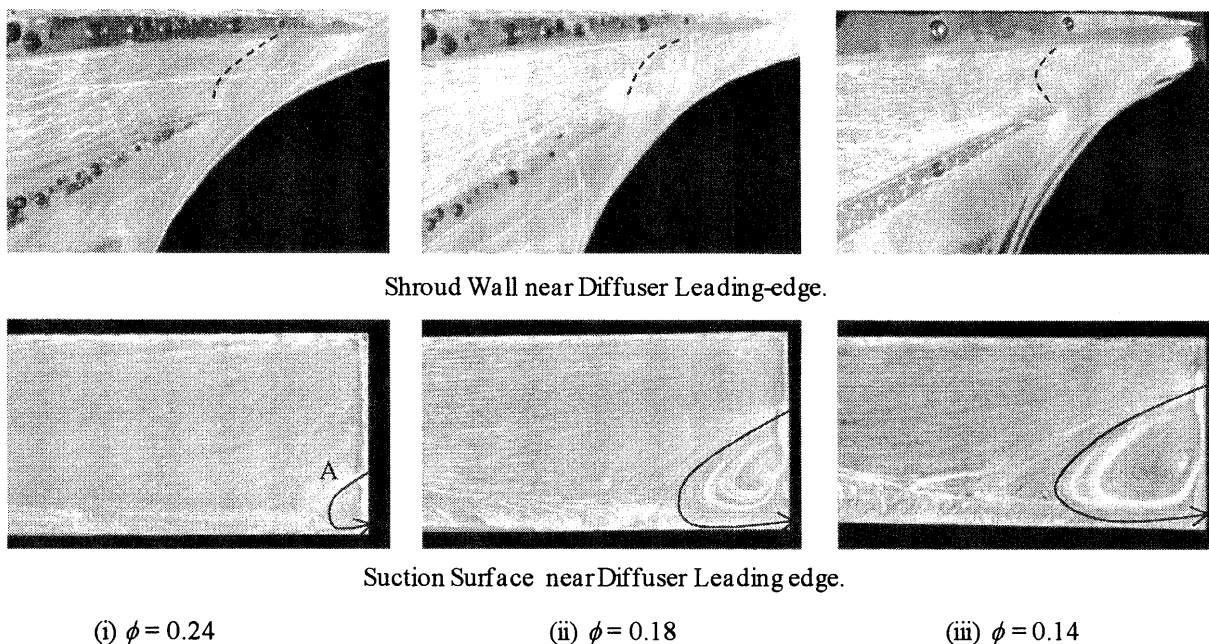 Shroud Wall near Diffuser Leading-edge.
A
Suction Surface near Diffuser Leading edge.
(i) ϕ = 0.24
(ii) ϕ = 0.18
(iii) ϕ = 0.14